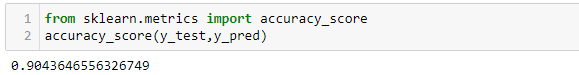 1 from sklearn.metrics import accuracy_score
2 accuracy_score(y_test,y_pred)
0.9043646556326749